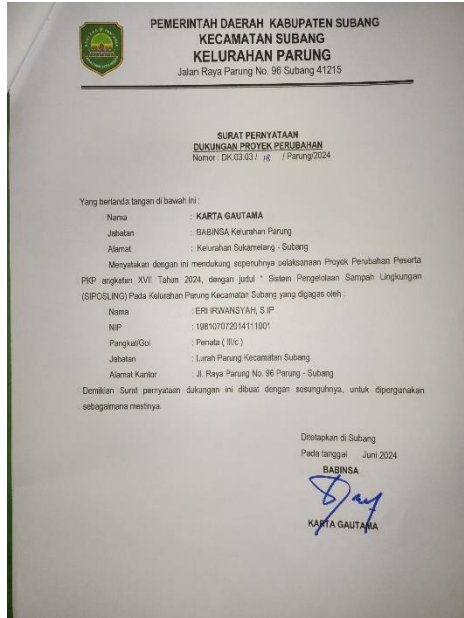 PEMERINTAH DAERAH KABUPATEN SUBANG
KECAMATAN SUBANG
KELURAHAN PARUNG
Jalan Raya Parung No. 96 Subang 41215
SURAT PERNYATAAN
DUKUNGAN PROYEK PERUBAHAN
Nomor : DK.03.03 / 18 / Parung/2024
Yang bertanda tangan di bawah ini :
Nama : KARTA GAUTAMA
Jabatan : BABINSA Kelurahan Parung
Alamat : Kelurahan Sukamelang - Subang
Menyatakan dengan ini mendukung sepenuhnya pelaksanaan Proyek Perubahan Peserta
PKP angkatan XVII Tahun 2024, dengan judul " Sistem Pengelolaan Sampah Lingkungan
(SIPOSLING) Pada Kelurahan Parung Kecamatan Subang yang digagas oleh :
Nama : ERI IRWANSYAH, S.IP
NIP : 198107072014111001
Pangkat/Gol : Penata ( III/c )
Jabatan : Lurah Parung Kecamatan Subang
Alamat Kantor : Jl. Raya Parung No. 96 Parung - Subang
Demikian Surat pernyataan dukungan ini dibuat dengan sesungguhnya, untuk dipergunakan
sebagaimana mestinya.
Ditetapkan di Subang
Pada tanggal Juni 2024
BABINSA
KARTA GAUTAMA